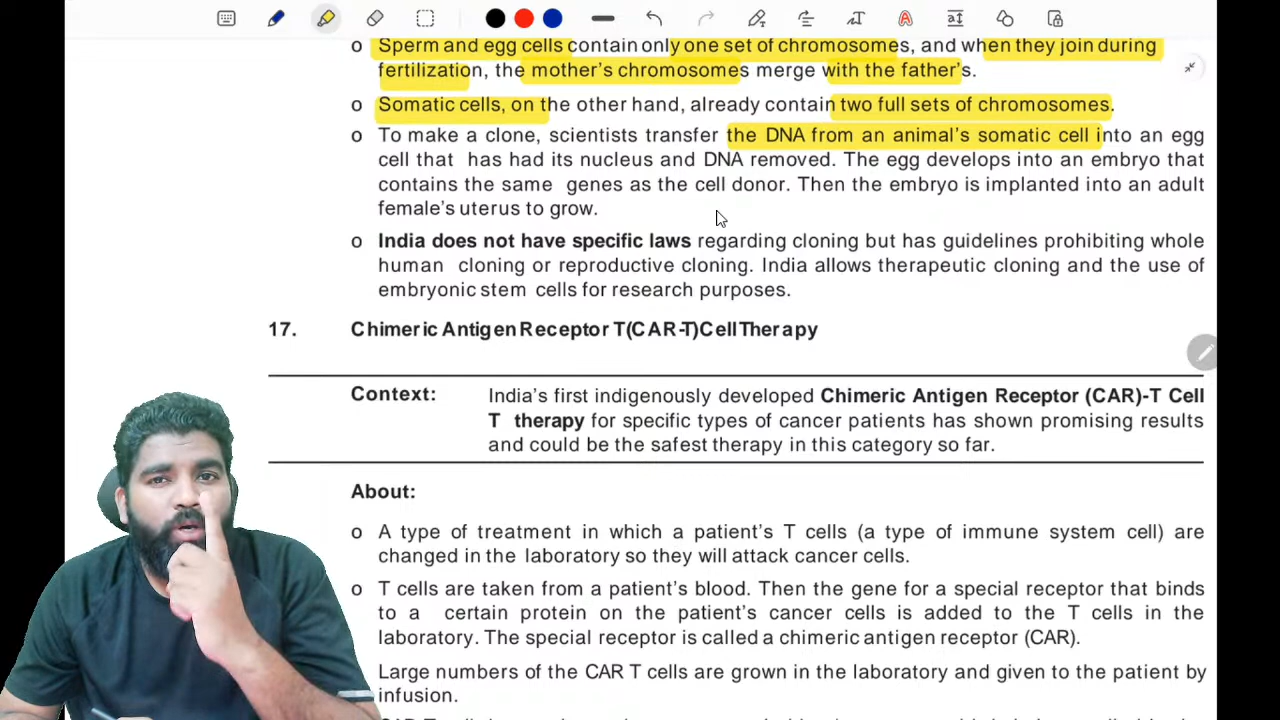 o Sperm and egg cells contain only one set of chromosomes, and when they join during
fertilization, the mother's chromosomes merge with the father's.
o Somatic cells, on the other hand, already contain two full sets of chromosomes.
o To make a clone, scientists transfer the DNA from an animal's somatic cell into an egg
cell that has had its nucleus and DNA removed. The egg develops into an embryo that
contains the same genes as the cell donor. Then the embryo is implanted into an adult
female's uterus to grow.
o India does not have specific laws regarding cloning but has guidelines prohibiting whole
human cloning or reproductive cloning. India allows therapeutic cloning and the use of
embryonic stem cells for research purposes.
17. Chimeric Antigen Receptor T(CAR-T)Cell Therapy
Context: India's first indigenously developed Chimeric Antigen Receptor (CAR)-T Cell
T therapy for specific types of cancer patients has shown promising results
and could be the safest therapy in this category so far.
About:
o A type of treatment in which a patient's T cells (a type of immune system cell) are
changed in the laboratory so they will attack cancer cells.
o T cells are taken from a patient's blood. Then the gene for a special receptor that binds
to a certain protein on the patient's cancer cells is added to the T cells in the
laboratory. The special receptor is called a chimeric antigen receptor (CAR).
Large numbers of the CAR T cells are grown in the laboratory and given to the patient by
infusion.